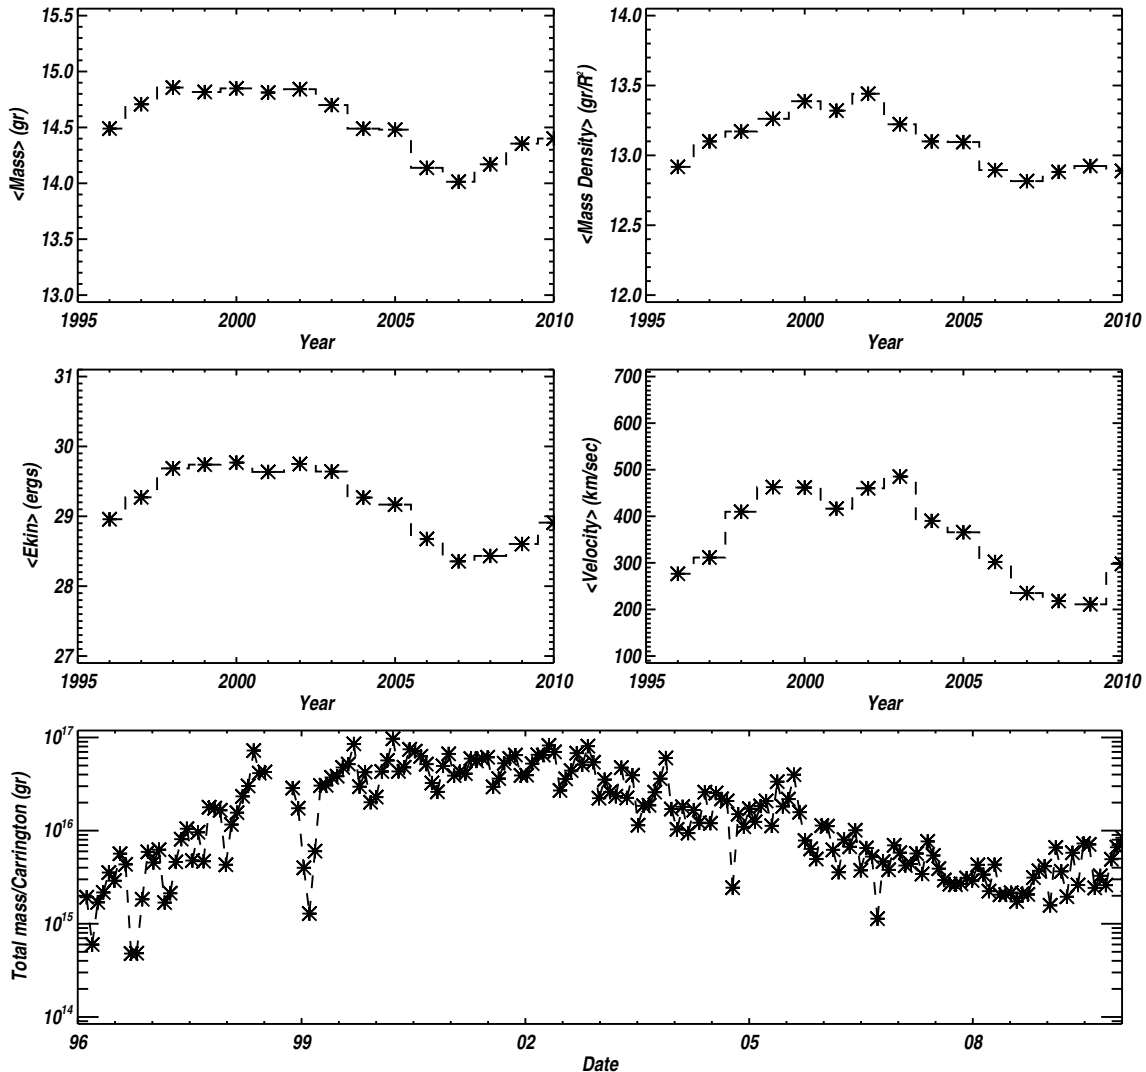 15.5
15.0
14.5
14.0
13.5
13.0
<Mass> (gr)
1995 2000 2005 2010
Year
14.0
13.5
13.0
12.5
12.0
<Mass Density> (gr/R²)
1995 2000 2005 2010
Year
31
30
29
28
27
<Ekin> (ergs)
1995 2000 2005 2010
Year
700
600
500
400
300
200
100
<Velocity> (km/sec)
1995 2000 2005 2010
Year
10¹⁷
10¹⁶
10¹⁵
10¹⁴
Total mass/Carrington (gr)
96 99 02 05 08
Date